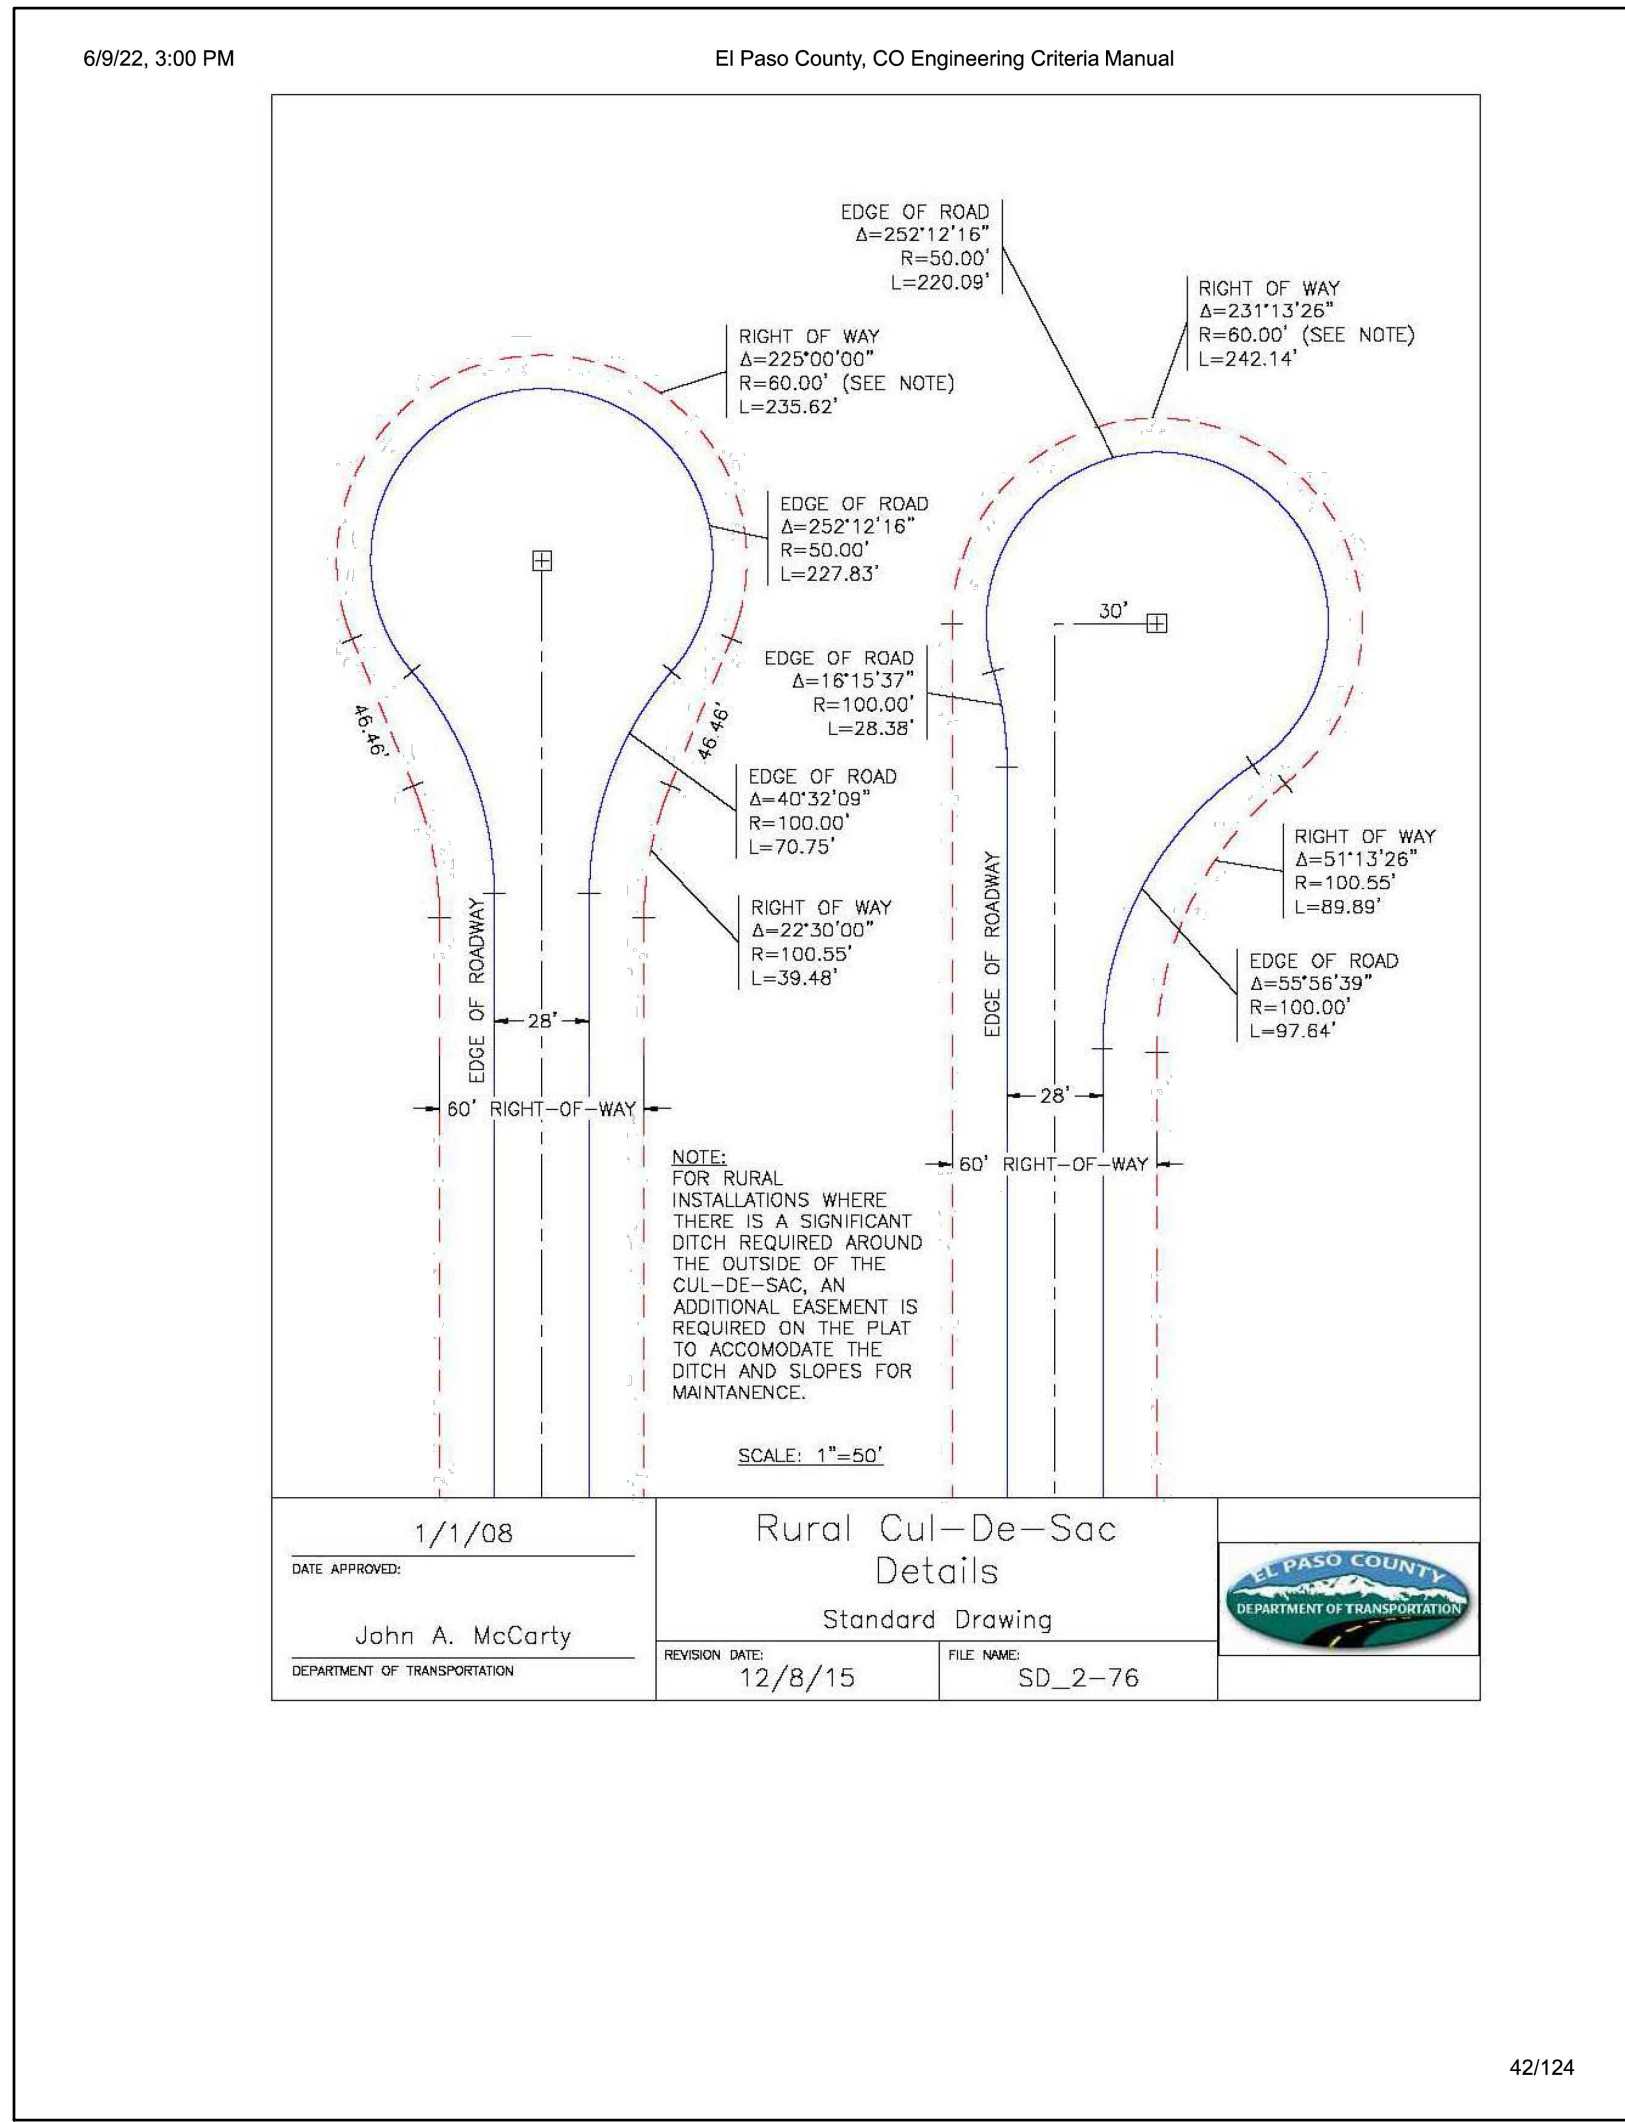 6/9/22, 3:00 PM
El Paso County, CO Engineering Criteria Manual
EDGE OF ROAD
Δ=252°12'16"
R=50.00'
L=220.09'
RIGHT OF WAY
Δ=231°13'26"
R=60.00' (SEE NOTE)
L=242.14'
RIGHT OF WAY
Δ=225°00'00"
R=60.00' (SEE NOTE)
L=235.62'
EDGE OF ROAD
Δ=252°12'16"
R=50.00'
L=227.83'
30'
EDGE OF ROAD
Δ=16°15'37"
R=100.00'
L=28.38'
46.46'
46.46'
EDGE OF ROAD
Δ=40°32'09"
R=100.00'
L=70.75'
RIGHT OF WAY
Δ=51°13'26"
R=100.55'
L=89.89'
RIGHT OF WAY
Δ=22°30'00"
R=100.55'
L=39.48'
EDGE OF ROAD
Δ=55°56'39"
R=100.00'
L=97.64'
EDGE OF ROADWAY
EDGE OF ROADWAY
28'
28'
60' RIGHT-OF-WAY
60' RIGHT-OF-WAY
NOTE:
FOR RURAL
INSTALLATIONS WHERE
THERE IS A SIGNIFICANT
DITCH REQUIRED AROUND
THE OUTSIDE OF THE
CUL-DE-SAC, AN
ADDITIONAL EASEMENT IS
REQUIRED ON THE PLAT
TO ACCOMODATE THE
DITCH AND SLOPES FOR
MAINTANENCE.
SCALE: 1"=50'
1/1/08
DATE APPROVED:
John A. McCarty
DEPARTMENT OF TRANSPORTATION
Rural Cul-De-Sac
Details
Standard Drawing
REVISION DATE:
12/8/15
FILE NAME:
SD_2-76
EL PASO COUNTY
DEPARTMENT OF TRANSPORTATION
42/124